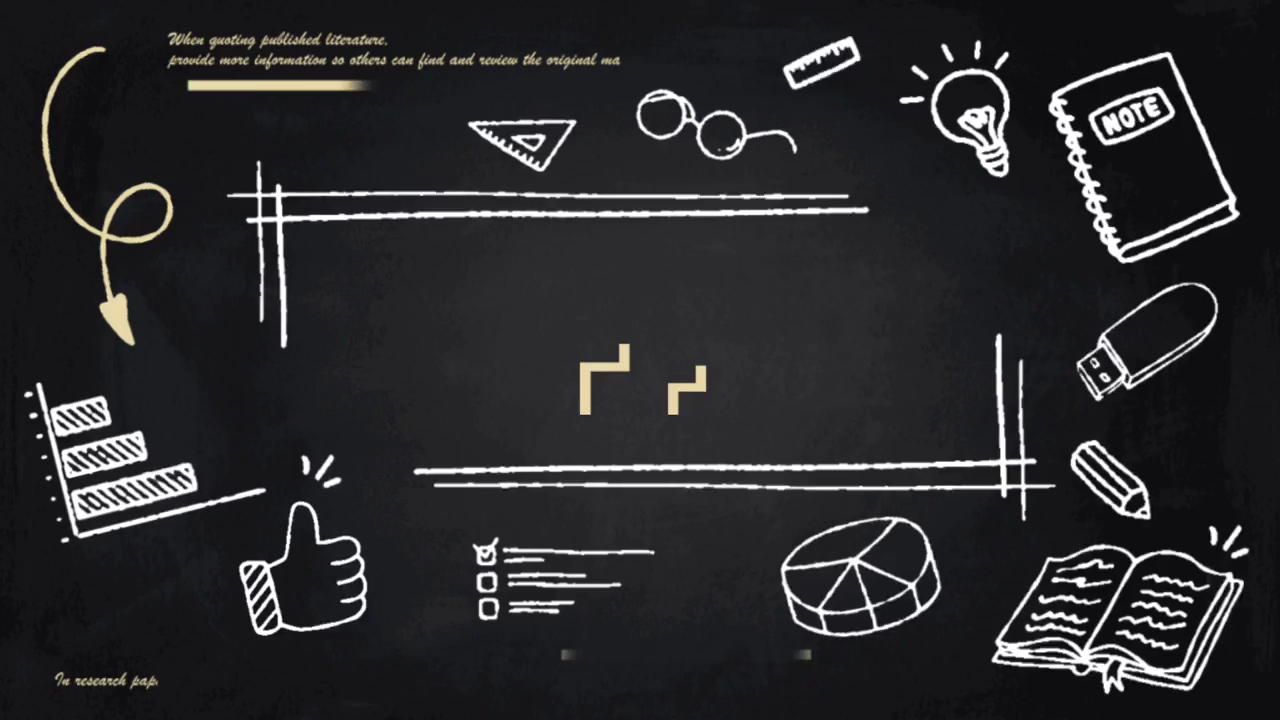 When quoting published literature,
provide more information so others can find and review the original ma
NOTE
In research pap